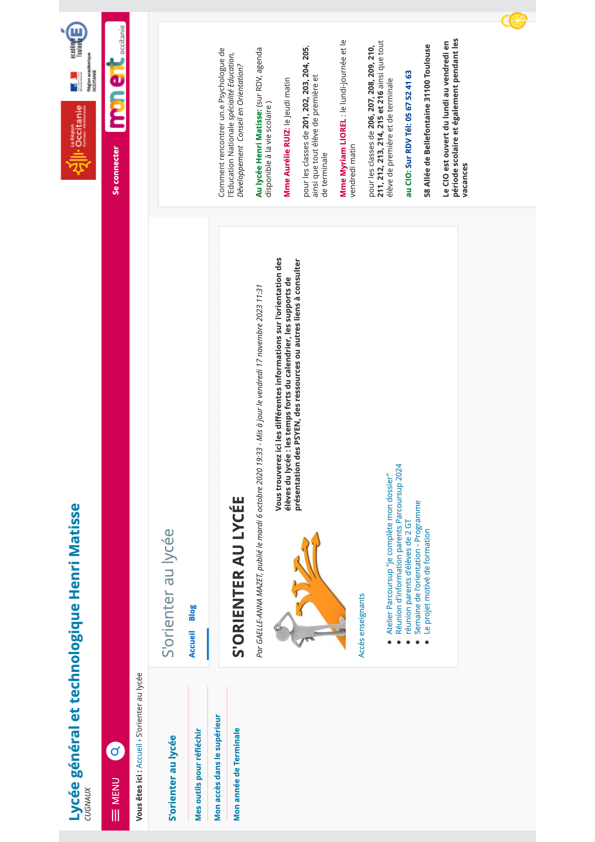 Lycée général et technologique Henri Matisse
CUGNAUX
La Région
Occitanie
Pyrénées - Méditerranée
Région académique
OCCITANIE
MENU
Se connecter
mon ent occitanie
Vous êtes ici : Accueil › S'orienter au lycée
S'orienter au lycée
Mes outils pour réfléchir
Mon accès dans le supérieur
Mon année de Terminale
S'orienter au lycée
Accueil Blog
S'ORIENTER AU LYCÉE
Par GAELLE-ANNA MAZET, publié le mardi 6 octobre 2020 19:33 - Mis à jour le vendredi 17 novembre 2023 11:31
Vous trouverez ici les différentes informations sur l'orientation des
élèves du lycée : les temps forts du calendrier, les supports de
présentation des PSYEN, des ressources ou autres liens à consulter
Accès enseignants
Atelier Parcoursup "Je complète mon dossier"
Réunion d'information parents Parcoursup 2024
réunion parents d'élèves de 2 GT
Semaine de l'orientation - Programme
Le projet motivé de formation
Comment rencontrer un.e Psychologue de
l'Education Nationale spécialité Education,
Développement Conseil en Orientation?
Au lycée Henri Matisse: (sur RDV, agenda
disponible à la vie scolaire )
Mme Aurélie RUIZ: le jeudi matin
pour les classes de 201, 202, 203, 204, 205,
ainsi que tout élève de première et
de terminale
Mme Myriam LIOREL : le lundi-journée et le
vendredi matin
pour les classes de 206, 207, 208, 209, 210,
211, 212, 213, 214, 215 et 216 ainsi que tout
élève de première et de terminale
au CIO: Sur RDV Tél: 05 67 52 41 63
58 Allée de Bellefontaine 31100 Toulouse
Le CIO est ouvert du lundi au vendredi en
période scolaire et également pendant les
vacances